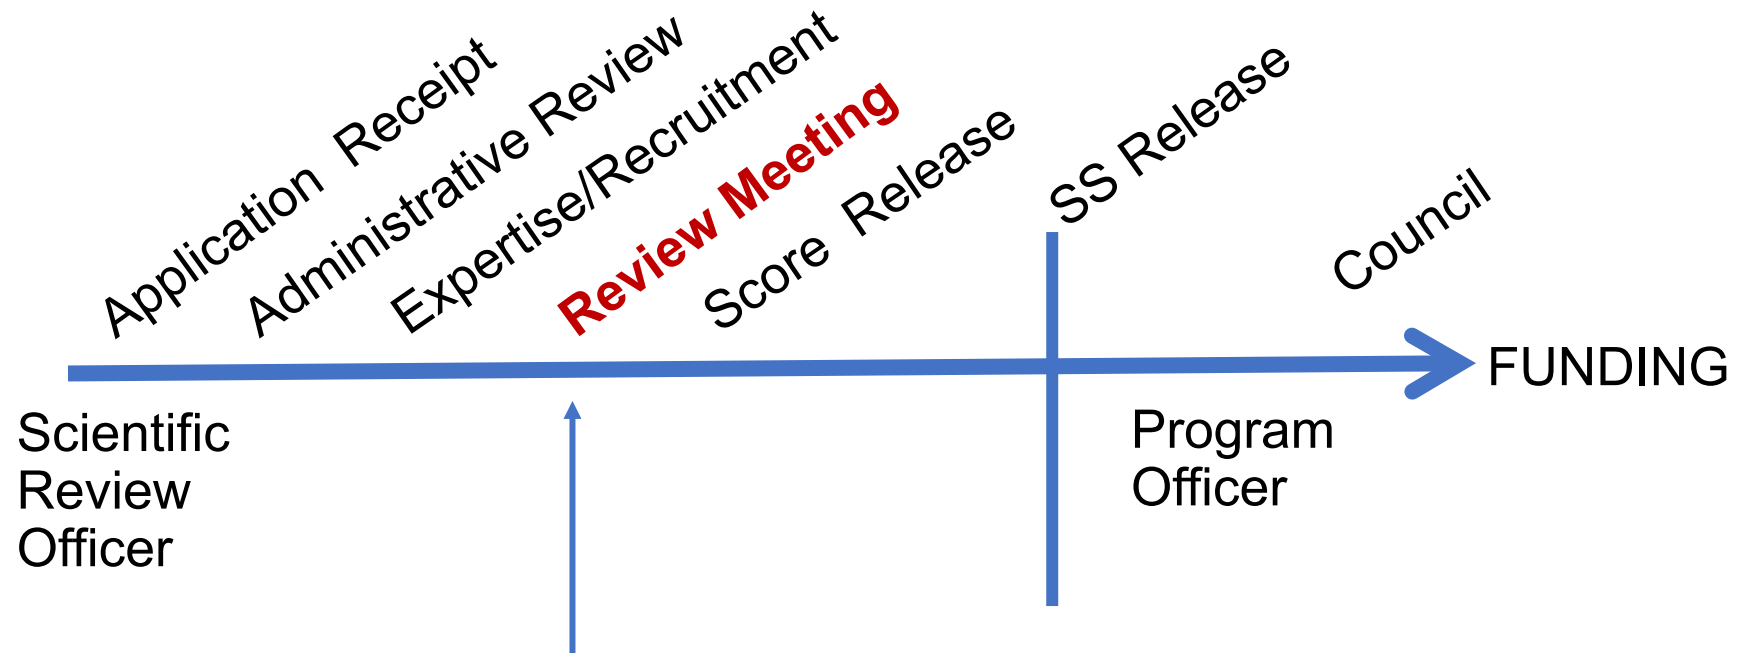 Application Receipt
Administrative Review
Expertise/Recruitment
Review Meeting
Score Release
SS Release
Council
FUNDING
Scientific
Review
Officer
Program
Officer